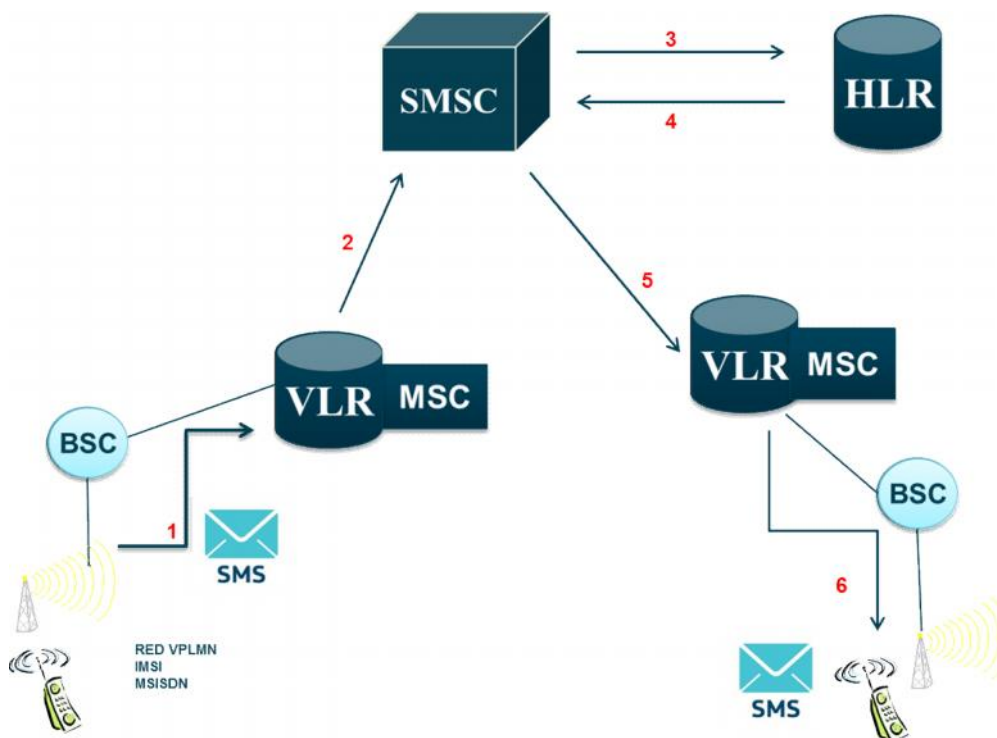 SMSC
3
HLR
4
2
5
VLR
MSC
VLR
MSC
BSC
BSC
1
SMS
6
RED VPLMN
IMSI
MSISDN
SMS